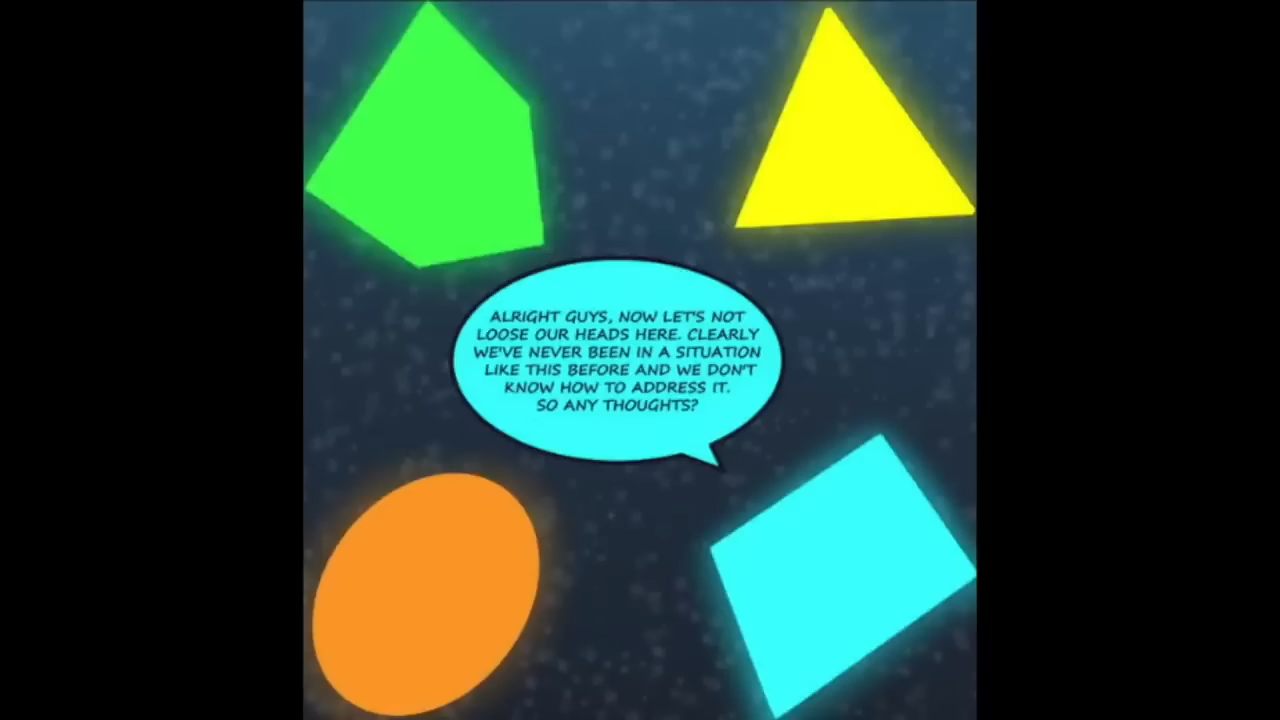 ALRIGHT GUYS, NOW LET'S NOT
LOOSE OUR HEADS HERE. CLEARLY
WE'VE NEVER BEEN IN A SITUATION
LIKE THIS BEFORE AND WE DON'T
KNOW HOW TO ADDRESS IT.
SO ANY THOUGHTS?